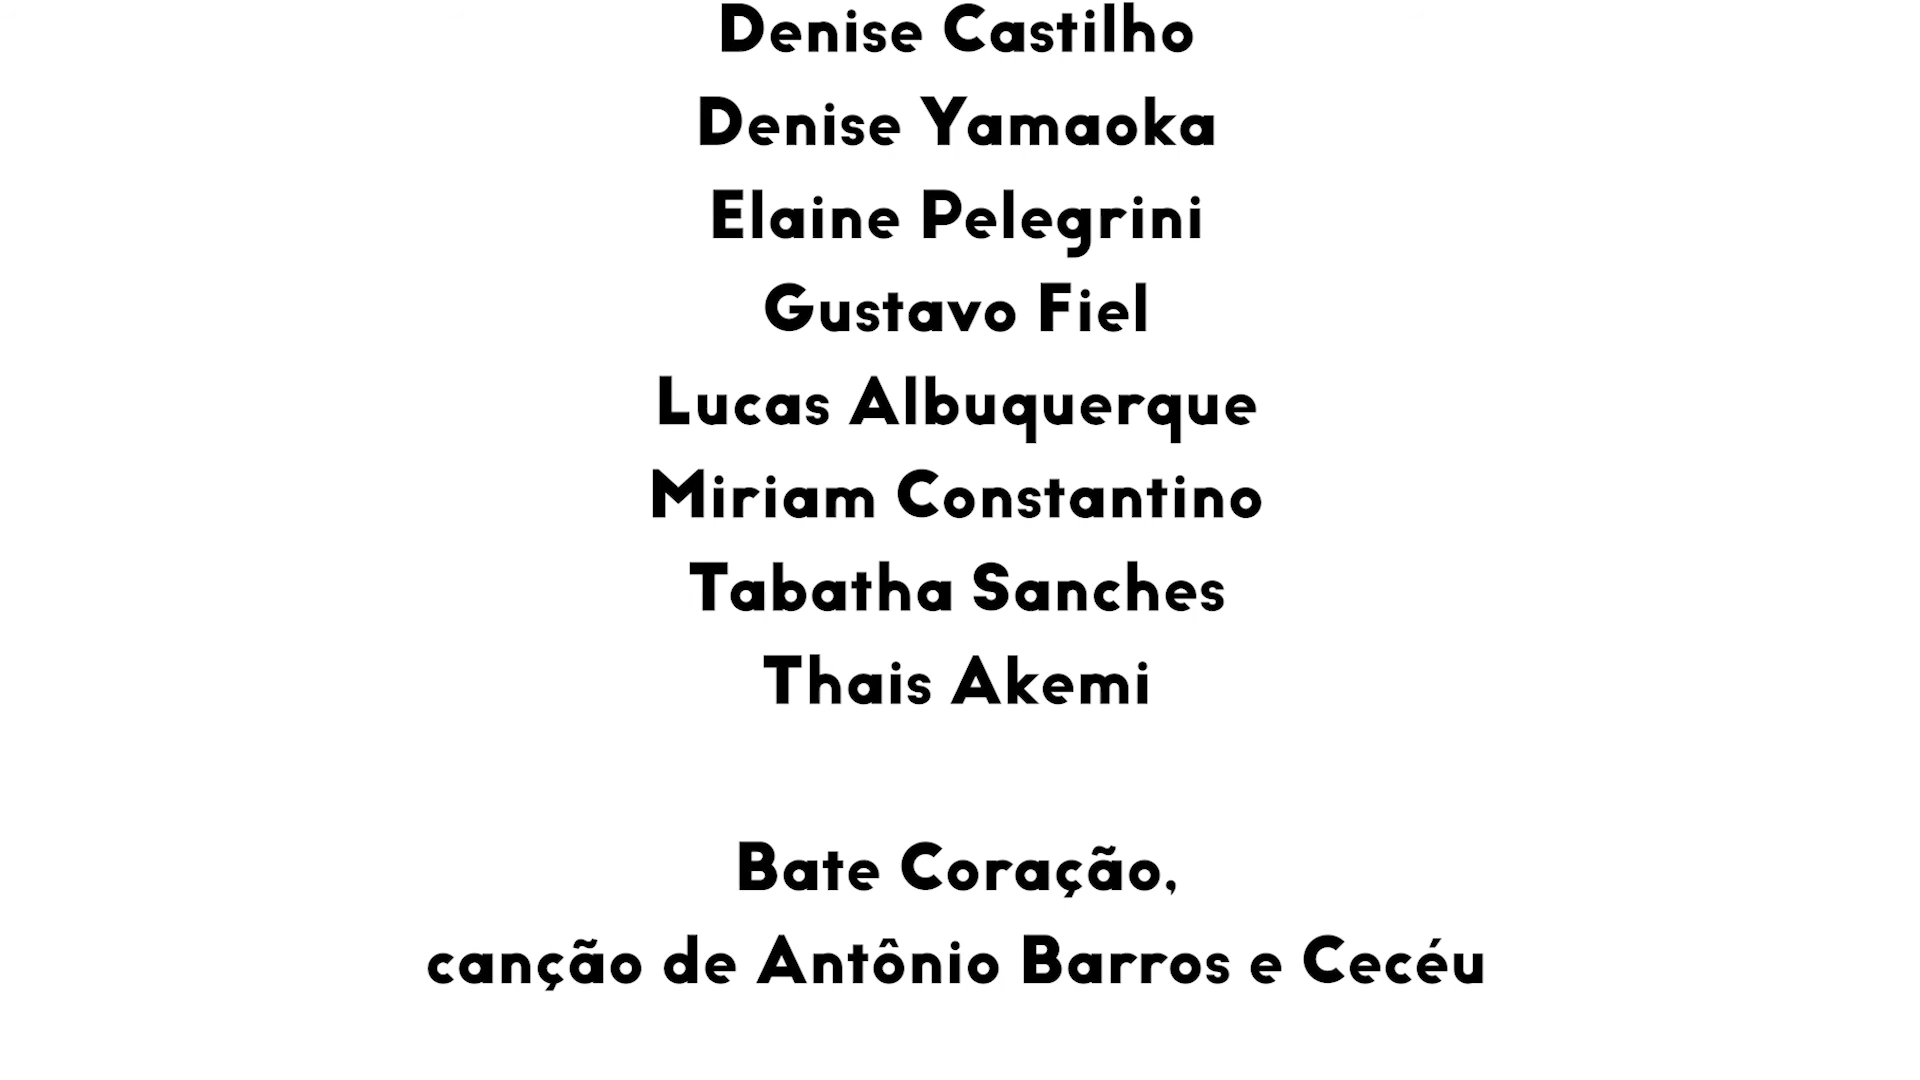 Denise Castilho
Denise Yamaoka
Elaine Pelegrini
Gustavo Fiel
Lucas Albuquerque
Miriam Constantino
Tabatha Sanches
Thais Akemi
Bate Coração,
canção de Antônio Barros e Cecéu